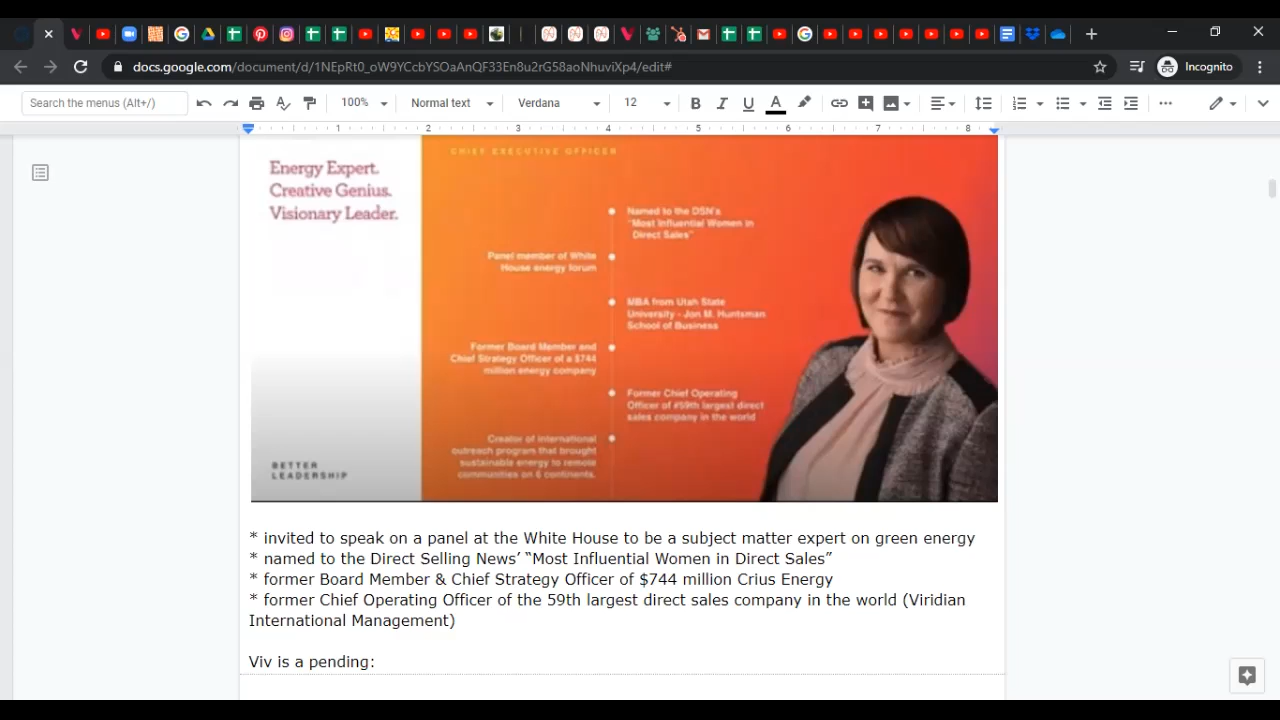 docs.google.com/document/d/1NEpRt0_oW9YCcbYSOaAnQF33En8u2rG58aoNhuviXp4/edit#
Incognito
Search the menus (Alt+/)
100%
Normal text
Verdana
12
1 2 3 4 5 6 7 8
CHIEF EXECUTIVE OFFICER
Energy Expert.
Creative Genius.
Visionary Leader.
Named to the DSN's
"Most Influential Women in
Direct Sales"
Panel member of White
House energy forum
MBA from Utah State
University - Jon M. Huntsman
School of Business
Former Board Member and
Chief Strategy Officer of a $744
million energy company
Former Chief Operating
Officer of #59th largest direct
sales company in the world
Creator of international
outreach program that brought
sustainable energy to remote
communities on 6 continents.
BETTER
LEADERSHIP
* invited to speak on a panel at the White House to be a subject matter expert on green energy
* named to the Direct Selling News’ “Most Influential Women in Direct Sales”
* former Board Member & Chief Strategy Officer of $744 million Crius Energy
* former Chief Operating Officer of the 59th largest direct sales company in the world (Viridian
International Management)
Viv is a pending: